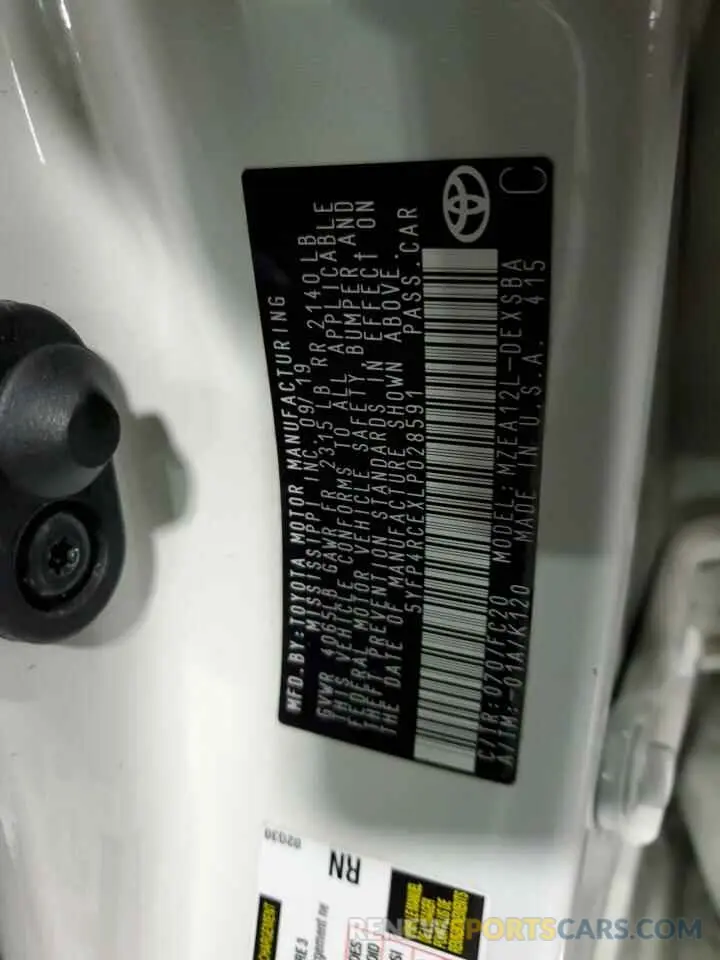 MFD.BY:TOYOTA MOTOR MANUFACTURING
MISSISSIPPI INC. 09/19
GVWR 4065LB GAWR FR 2315 LB RR 2140 LB
THIS VEHICLE CONFORMS TO ALL APPLICABLE
FEDERAL MOTOR VEHICLE SAFETY BUMPER AND
THEFT PREVENTION STANDARDS IN EFFECT ON
THE DATE OF MANUFACTURE SHOWN ABOVE.
5YFP4RCEXLP028591 PASS.CAR
C/TR:070/FC20 MODEL:MZEA12L-DEXSBA
A/TM:-01A/K120 MADE IN U.S.A. 415
C
02G30
RN
RENEWSPORTSCARS.COM